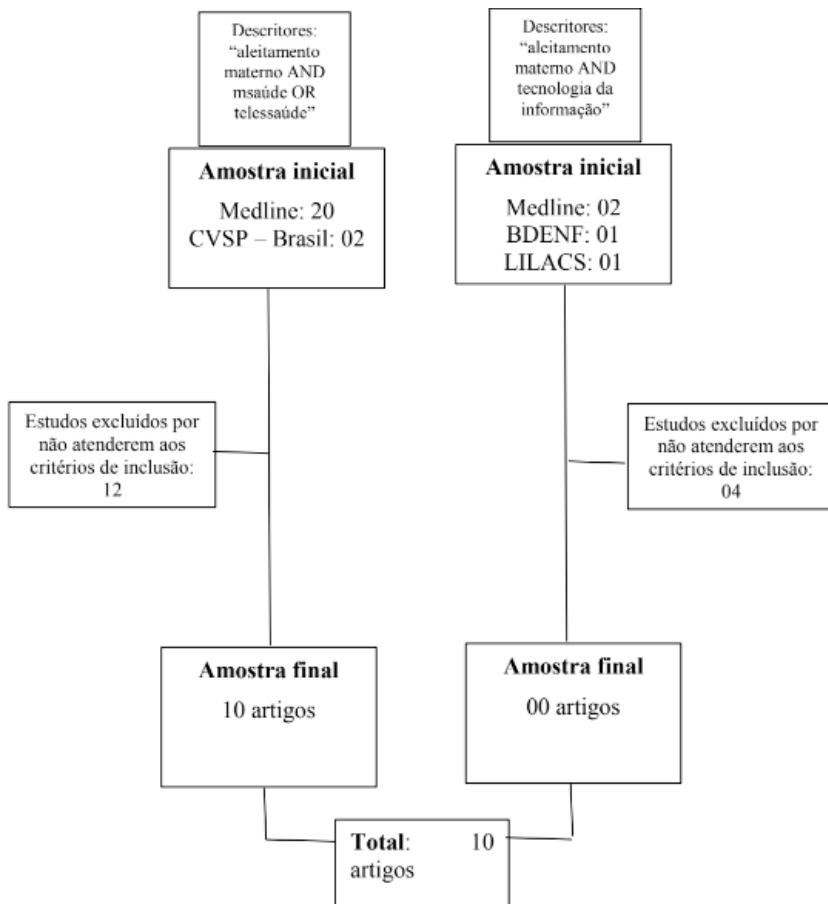 Descritores:
“aleitamento
materno AND
msaúde OR
telessaúde”
Amostra inicial
Medline: 20
CVSP – Brasil: 02
Descritores:
“aleitamento
materno AND
tecnologia da
informação”
Amostra inicial
Medline: 02
BDENF: 01
LILACS: 01
Estudos excluídos por
não atenderem aos
critérios de inclusão:
12
Estudos excluídos por
não atenderem aos
critérios de inclusão:
04
Amostra final
10 artigos
Amostra final
00 artigos
Total: 10
artigos